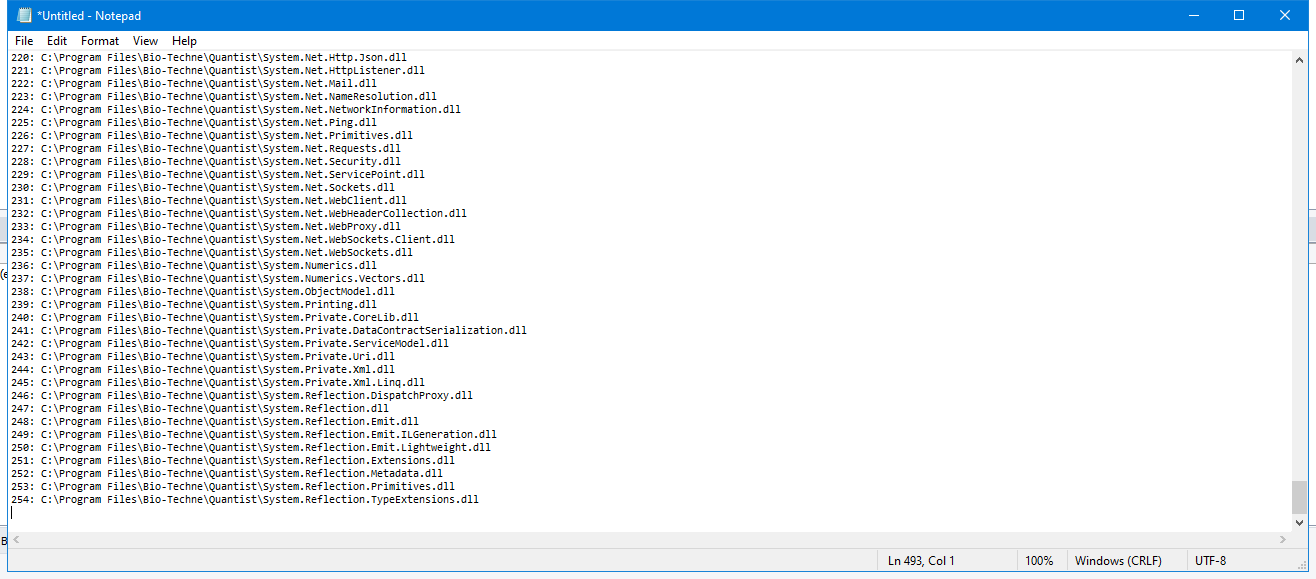 *Untitled - Notepad
File Edit Format View Help
220: C:\Program Files\Bio-Techne\Quantist\System.Net.Http.Json.dll
221: C:\Program Files\Bio-Techne\Quantist\System.Net.HttpListener.dll
222: C:\Program Files\Bio-Techne\Quantist\System.Net.Mail.dll
223: C:\Program Files\Bio-Techne\Quantist\System.Net.NameResolution.dll
224: C:\Program Files\Bio-Techne\Quantist\System.Net.NetworkInformation.dll
225: C:\Program Files\Bio-Techne\Quantist\System.Net.Ping.dll
226: C:\Program Files\Bio-Techne\Quantist\System.Net.Primitives.dll
227: C:\Program Files\Bio-Techne\Quantist\System.Net.Requests.dll
228: C:\Program Files\Bio-Techne\Quantist\System.Net.Security.dll
229: C:\Program Files\Bio-Techne\Quantist\System.Net.ServicePoint.dll
230: C:\Program Files\Bio-Techne\Quantist\System.Net.Sockets.dll
231: C:\Program Files\Bio-Techne\Quantist\System.Net.WebClient.dll
232: C:\Program Files\Bio-Techne\Quantist\System.Net.WebHeaderCollection.dll
233: C:\Program Files\Bio-Techne\Quantist\System.Net.WebProxy.dll
234: C:\Program Files\Bio-Techne\Quantist\System.Net.WebSockets.Client.dll
235: C:\Program Files\Bio-Techne\Quantist\System.Net.WebSockets.dll
236: C:\Program Files\Bio-Techne\Quantist\System.Numerics.dll
237: C:\Program Files\Bio-Techne\Quantist\System.Numerics.Vectors.dll
238: C:\Program Files\Bio-Techne\Quantist\System.ObjectModel.dll
239: C:\Program Files\Bio-Techne\Quantist\System.Printing.dll
240: C:\Program Files\Bio-Techne\Quantist\System.Private.CoreLib.dll
241: C:\Program Files\Bio-Techne\Quantist\System.Private.DataContractSerialization.dll
242: C:\Program Files\Bio-Techne\Quantist\System.Private.ServiceModel.dll
243: C:\Program Files\Bio-Techne\Quantist\System.Private.Uri.dll
244: C:\Program Files\Bio-Techne\Quantist\System.Private.Xml.dll
245: C:\Program Files\Bio-Techne\Quantist\System.Private.Xml.Linq.dll
246: C:\Program Files\Bio-Techne\Quantist\System.Reflection.DispatchProxy.dll
247: C:\Program Files\Bio-Techne\Quantist\System.Reflection.dll
248: C:\Program Files\Bio-Techne\Quantist\System.Reflection.Emit.dll
249: C:\Program Files\Bio-Techne\Quantist\System.Reflection.Emit.ILGeneration.dll
250: C:\Program Files\Bio-Techne\Quantist\System.Reflection.Emit.Lightweight.dll
251: C:\Program Files\Bio-Techne\Quantist\System.Reflection.Extensions.dll
252: C:\Program Files\Bio-Techne\Quantist\System.Reflection.Metadata.dll
253: C:\Program Files\Bio-Techne\Quantist\System.Reflection.Primitives.dll
254: C:\Program Files\Bio-Techne\Quantist\System.Reflection.TypeExtensions.dll
Ln 493, Col 1 100% Windows (CRLF) UTF-8